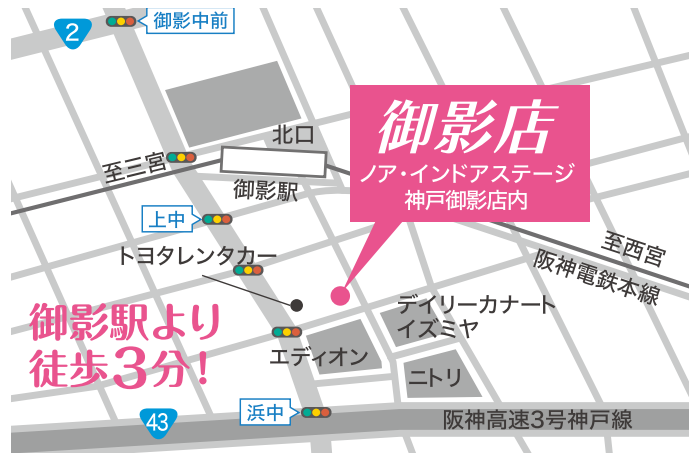 2
御影中前
御影店
ノア・インドアステージ
神戸御影店内
北口
至三宮
御影駅
上中
トヨタレンタカー
至西宮
阪神電鉄本線
御影駅より
徒歩3分!
デイリーカナート
イズミヤ
エディオン
ニトリ
浜中
43
阪神高速3号神戸線